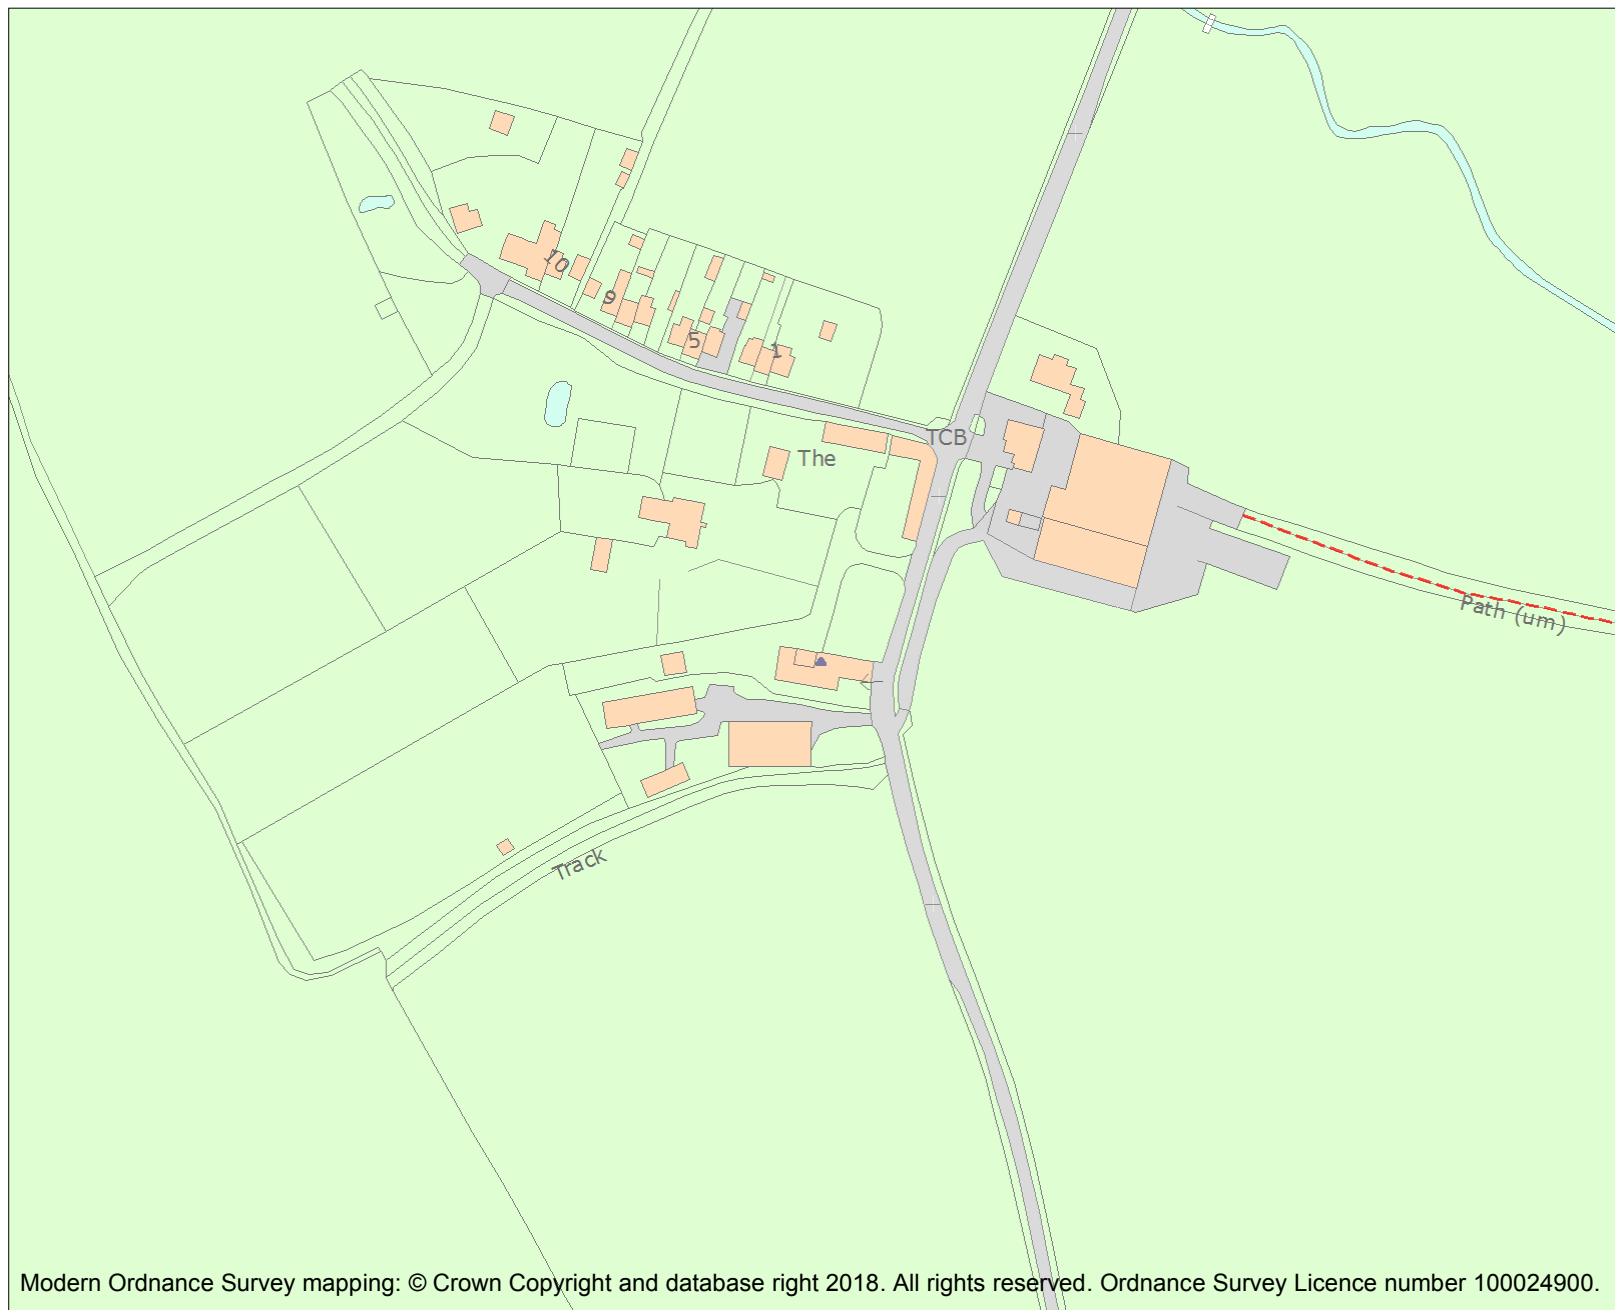 10
9
5
1
TCB
The
Path (um)
Track
Modern Ordnance Survey mapping: © Crown Copyright and database right 2018. All rights reserved. Ordnance Survey Licence number 100024900.